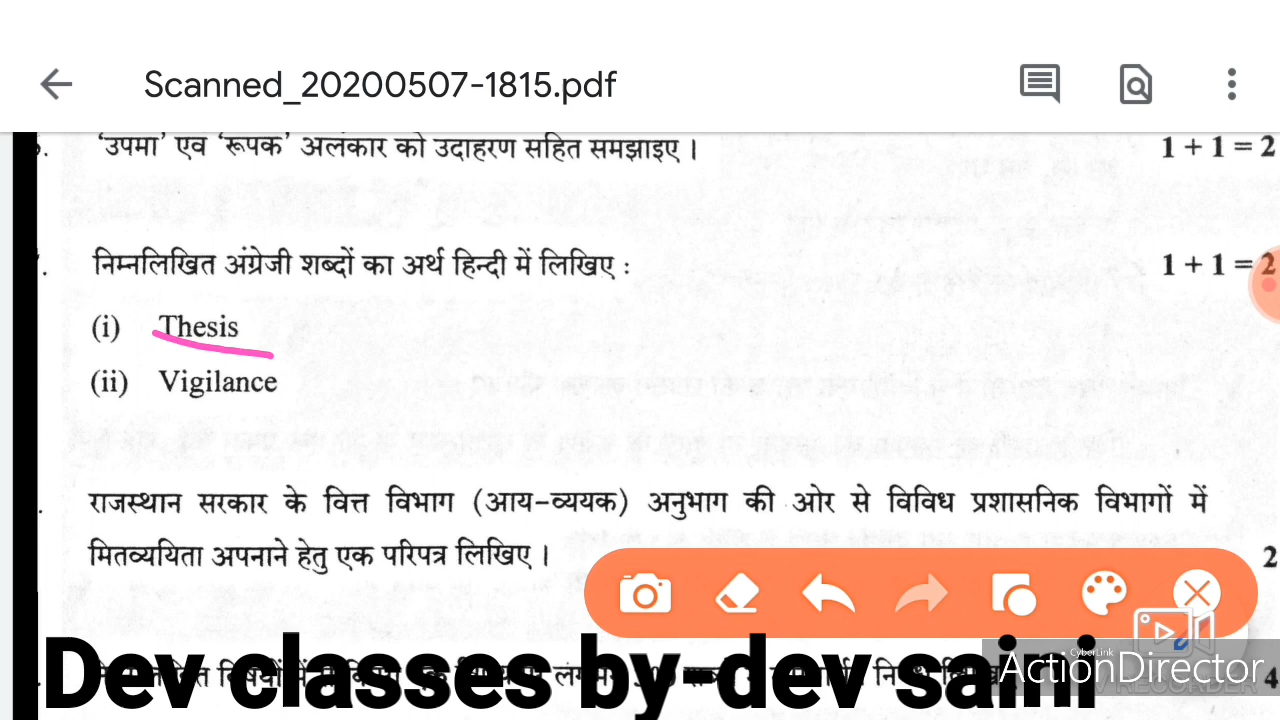 Scanned_20200507-1815.pdf
'उपमा' एव 'रूपक' अलंकार को उदाहरण सहित समझाइए । 1 + 1 = 2
निम्नलिखित अंग्रेजी शब्दों का अर्थ हिन्दी में लिखिए : 1 + 1 = 2
(i) Thesis
(ii) Vigilance
राजस्थान सरकार के वित्त विभाग (आय-व्ययक) अनुभाग की ओर से विविध प्रशासनिक विभागों में
मितव्ययिता अपनाने हेतु एक परिपत्र लिखिए । 2
Dev classes by dev saini
CyberLink
ActionDirector
RECORDER
4